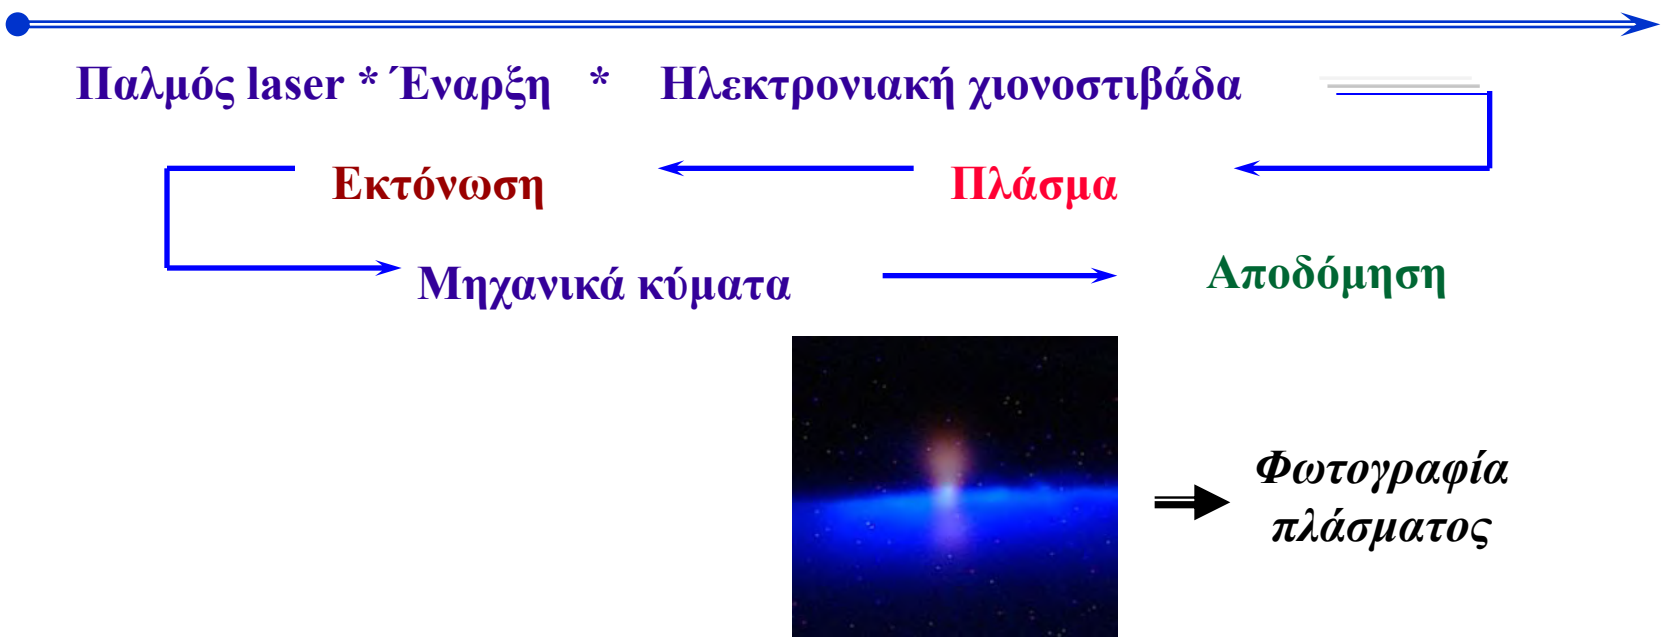 Παλμός laser * Έναρξη * Ηλεκτρονιακή χιονοστιβάδα
Εκτόνωση Πλάσμα
Μηχανικά κύματα Αποδόμηση
Φωτογραφία
πλάσματος